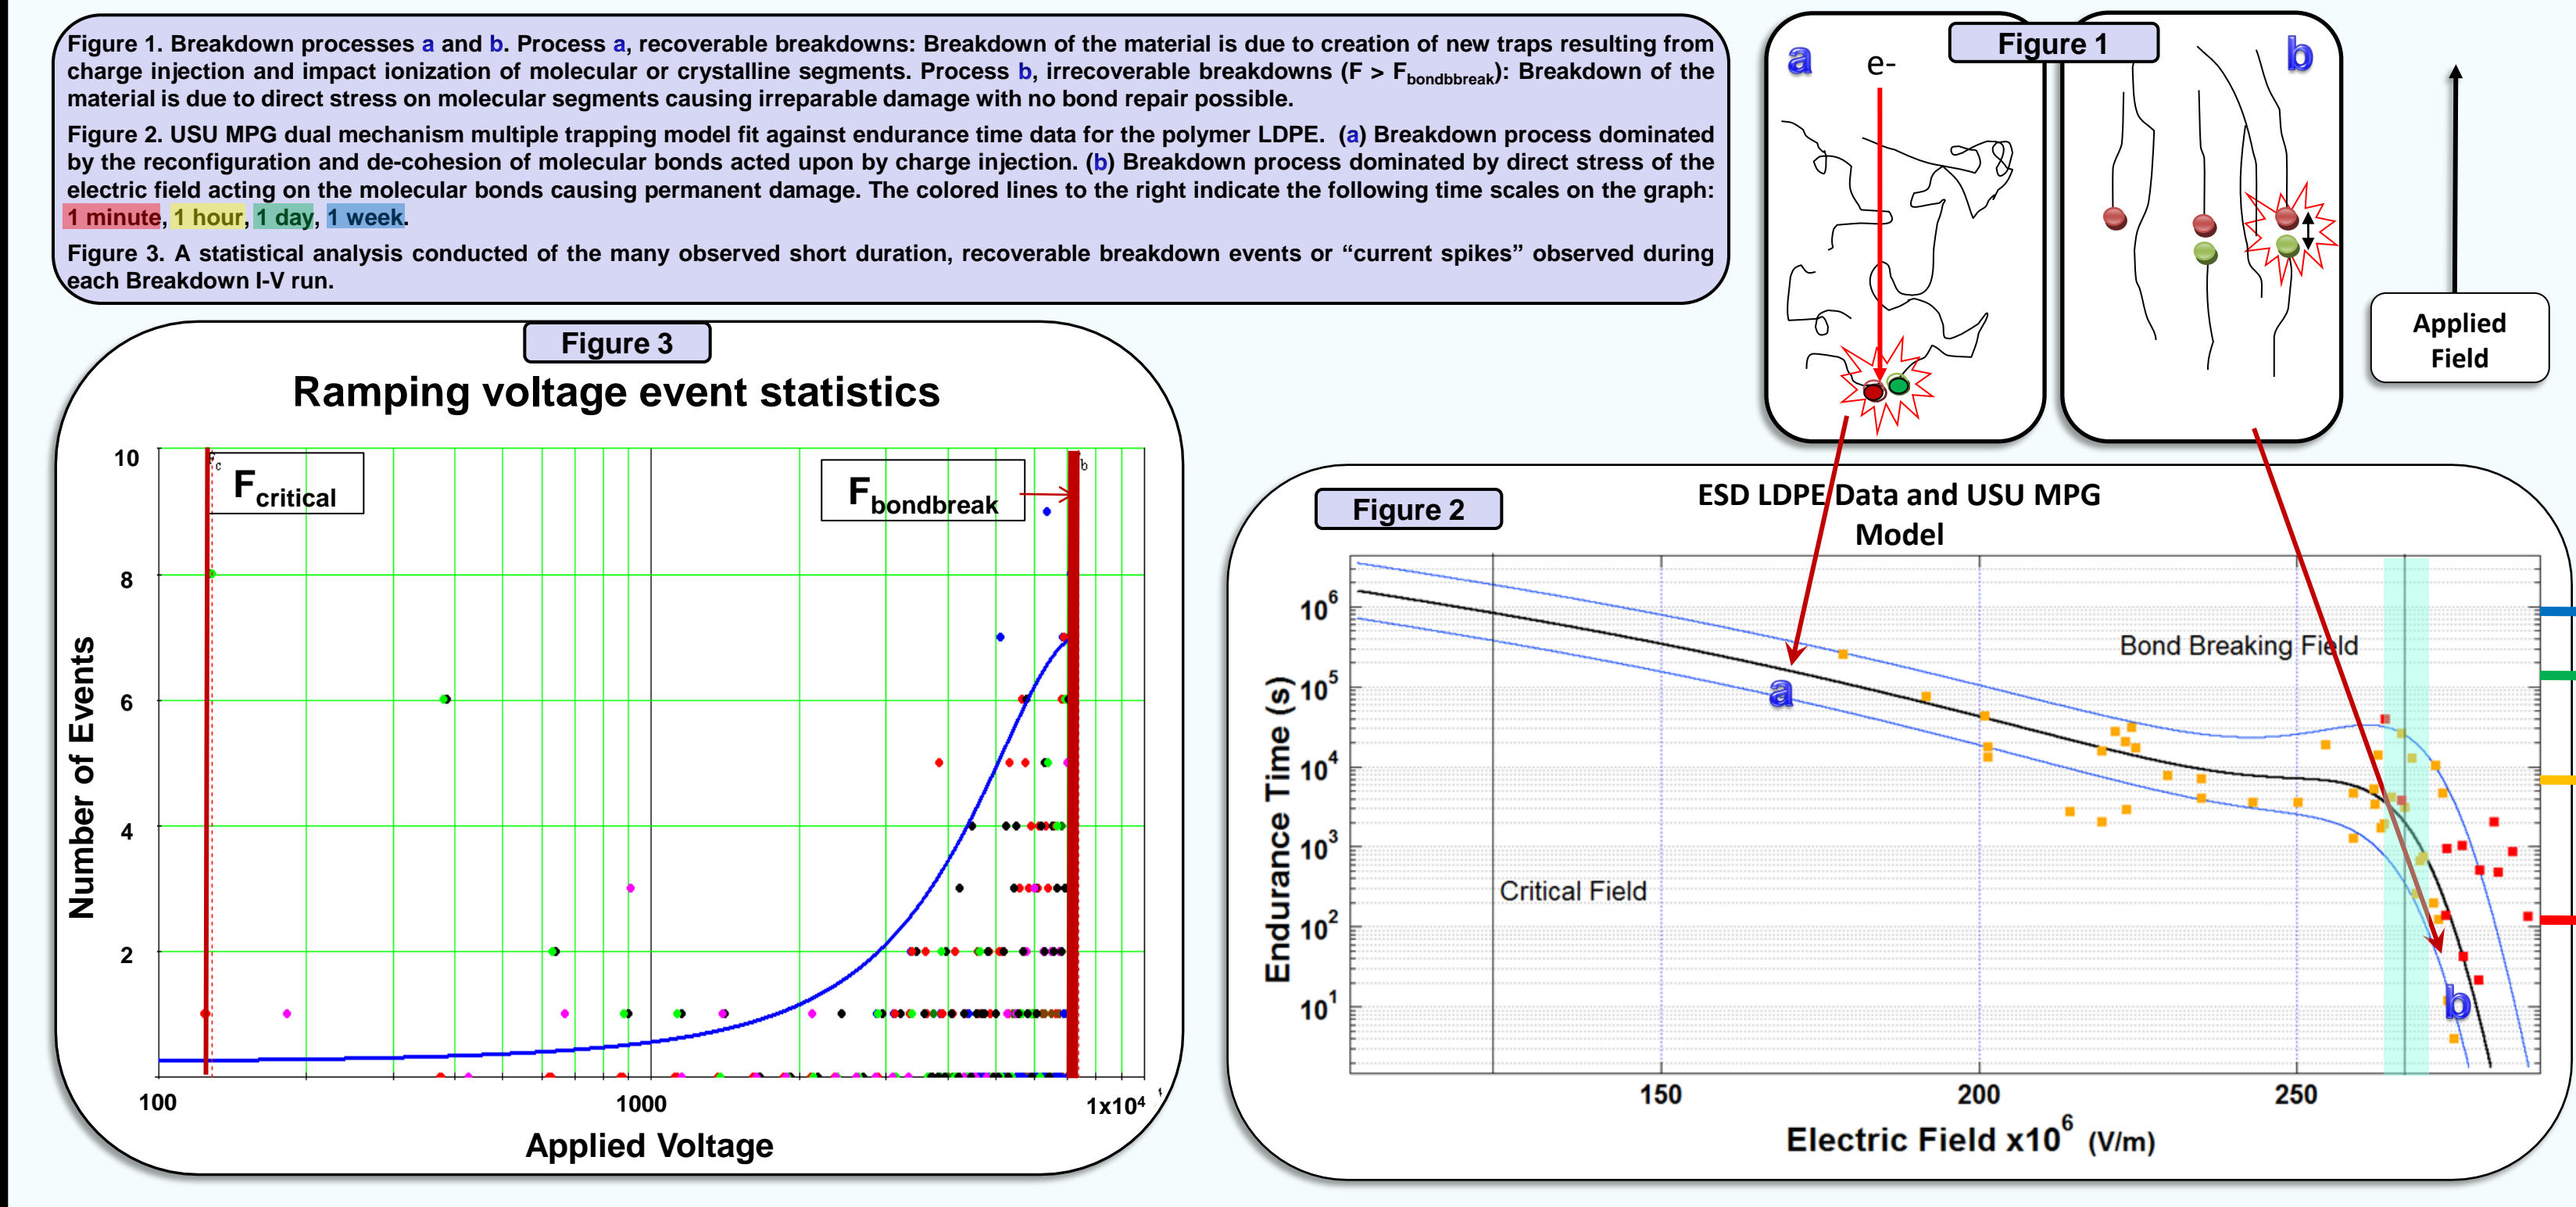 Figure 1. Breakdown processes a and b. Process a, recoverable breakdowns: Breakdown of the material is due to creation of new traps resulting from
charge injection and impact ionization of molecular or crystalline segments. Process b, irrecoverable breakdowns (F > Fbondbbreak): Breakdown of the
material is due to direct stress on molecular segments causing irreparable damage with no bond repair possible.
Figure 2. USU MPG dual mechanism multiple trapping model fit against endurance time data for the polymer LDPE. (a) Breakdown process dominated
by the reconfiguration and de-cohesion of molecular bonds acted upon by charge injection. (b) Breakdown process dominated by direct stress of the
electric field acting on the molecular bonds causing permanent damage. The colored lines to the right indicate the following time scales on the graph:
1 minute, 1 hour, 1 day, 1 week.
Figure 3. A statistical analysis conducted of the many observed short duration, recoverable breakdown events or “current spikes” observed during
each Breakdown I-V run.
Figure 1
a
e-
b
Applied
Field
Figure 3
Ramping voltage event statistics
Number of Events
10
8
6
4
2
Fc
Fcritical
Fbondbreak
b
100
1000
1x10⁴
Applied Voltage
Figure 2
ESD LDPE Data and USU MPG
Model
Endurance Time (s)
10⁶
10⁵
10⁴
10³
10²
10¹
Bond Breaking Field
Critical Field
a
b
150
200
250
Electric Field x10⁶ (V/m)